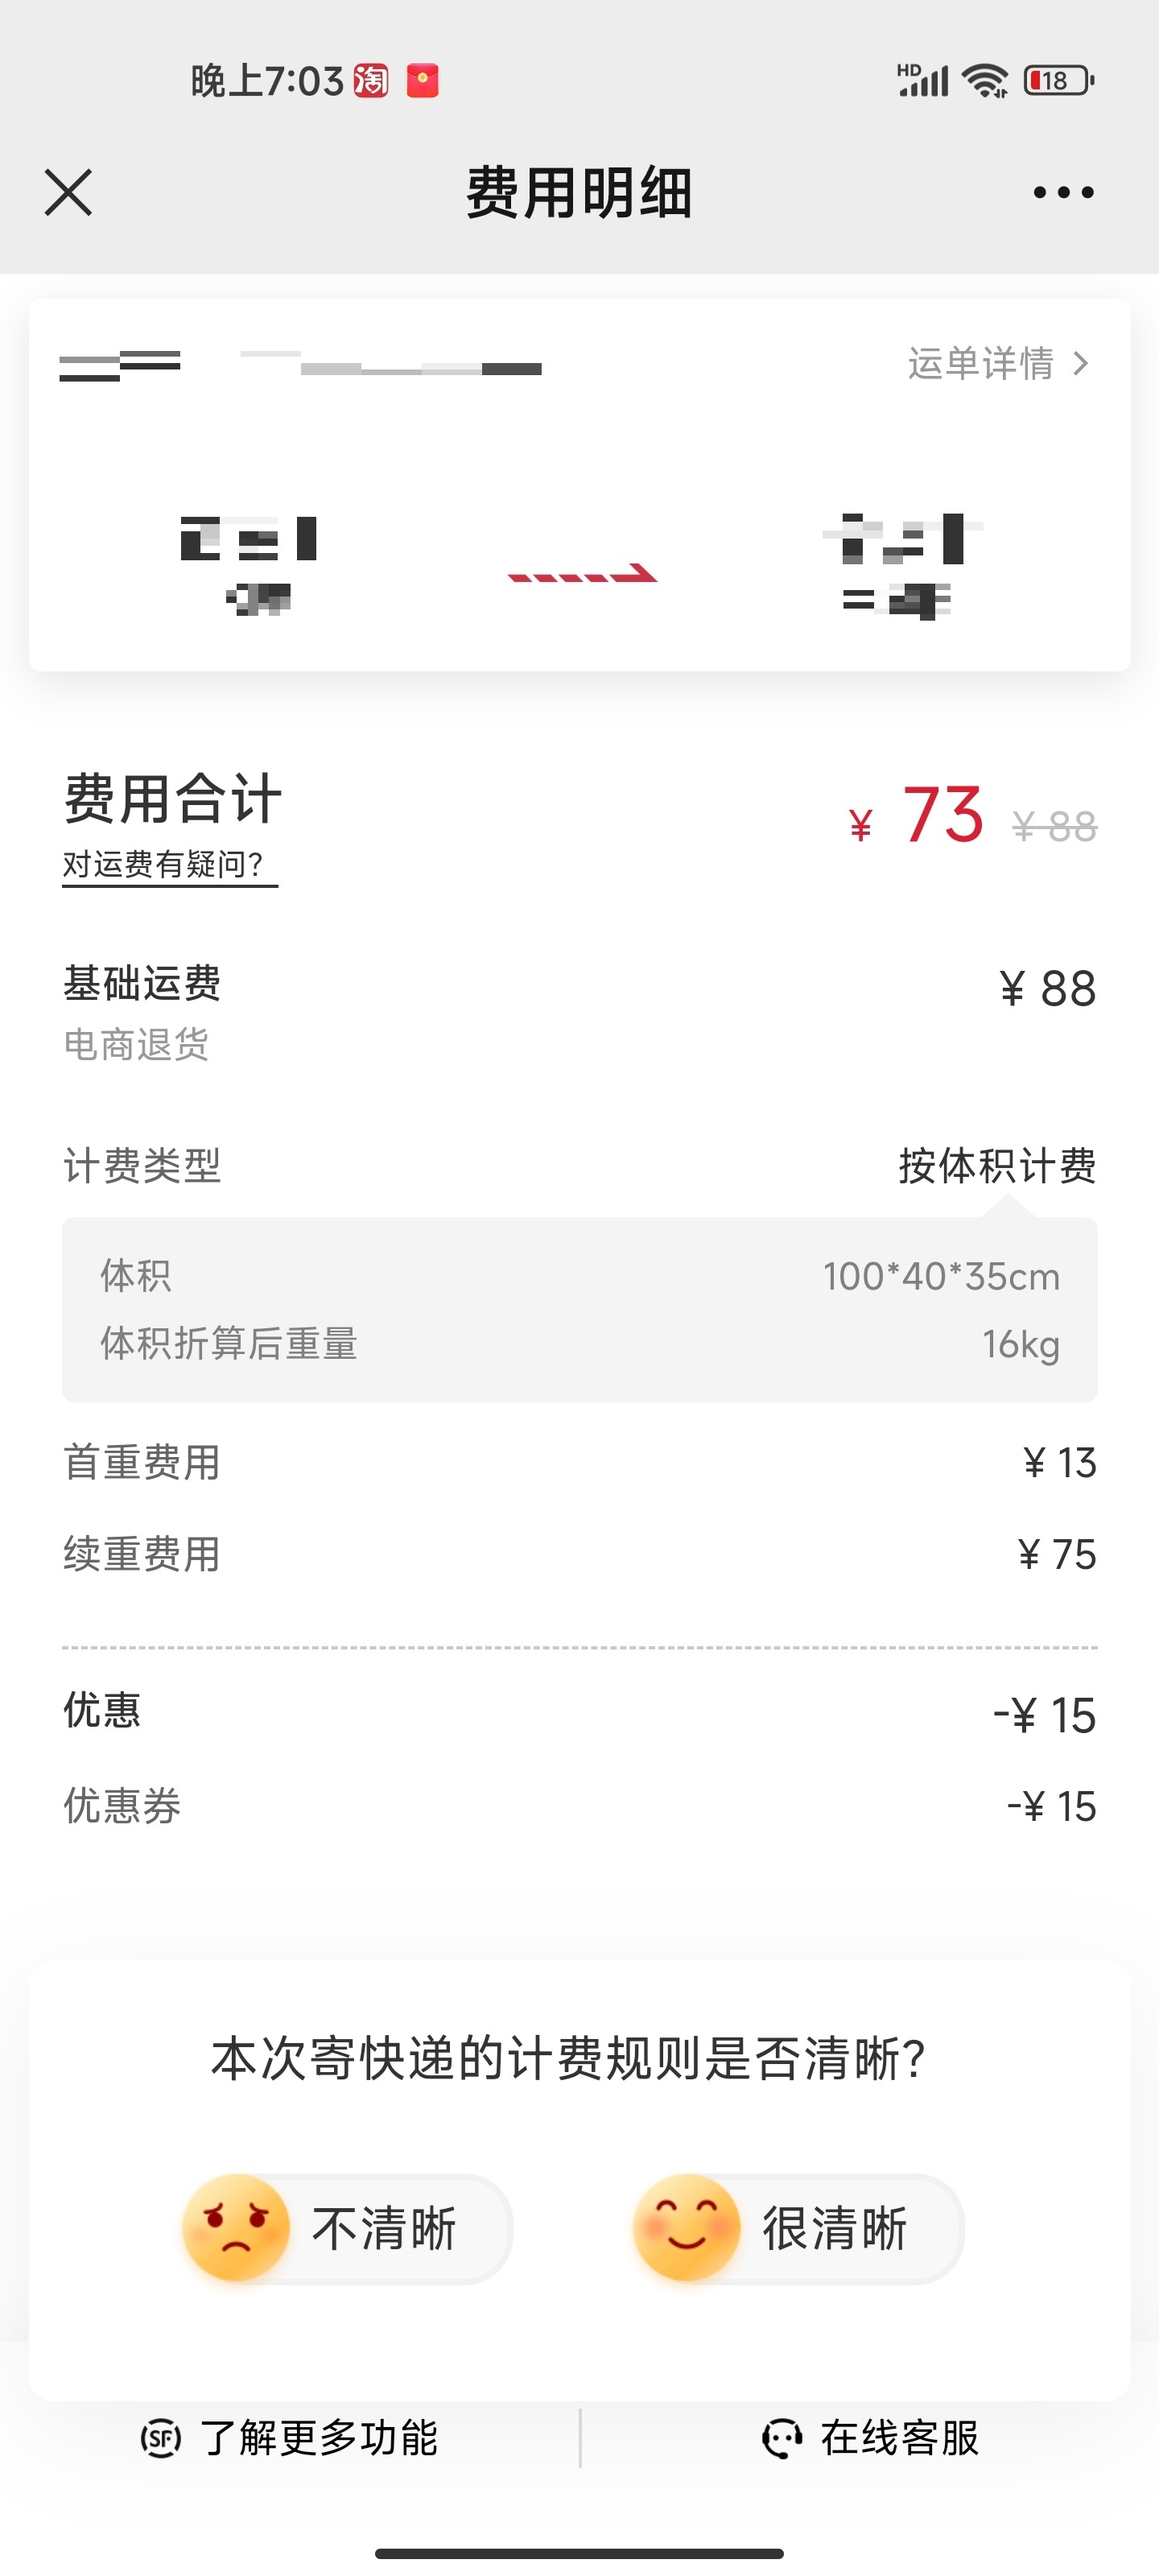 晚上7:03 淘 HD 18
费用明细
运单详情
费用合计 ¥ 73 ¥ 88
对运费有疑问?
基础运费 ¥ 88
电商退货
计费类型 按体积计费
体积 100*40*35cm
体积折算后重量 16kg
首重费用 ¥ 13
续重费用 ¥ 75
优惠 -¥ 15
优惠券 -¥ 15
本次寄快递的计费规则是否清晰?
不清晰 很清晰
SF 了解更多功能 在线客服